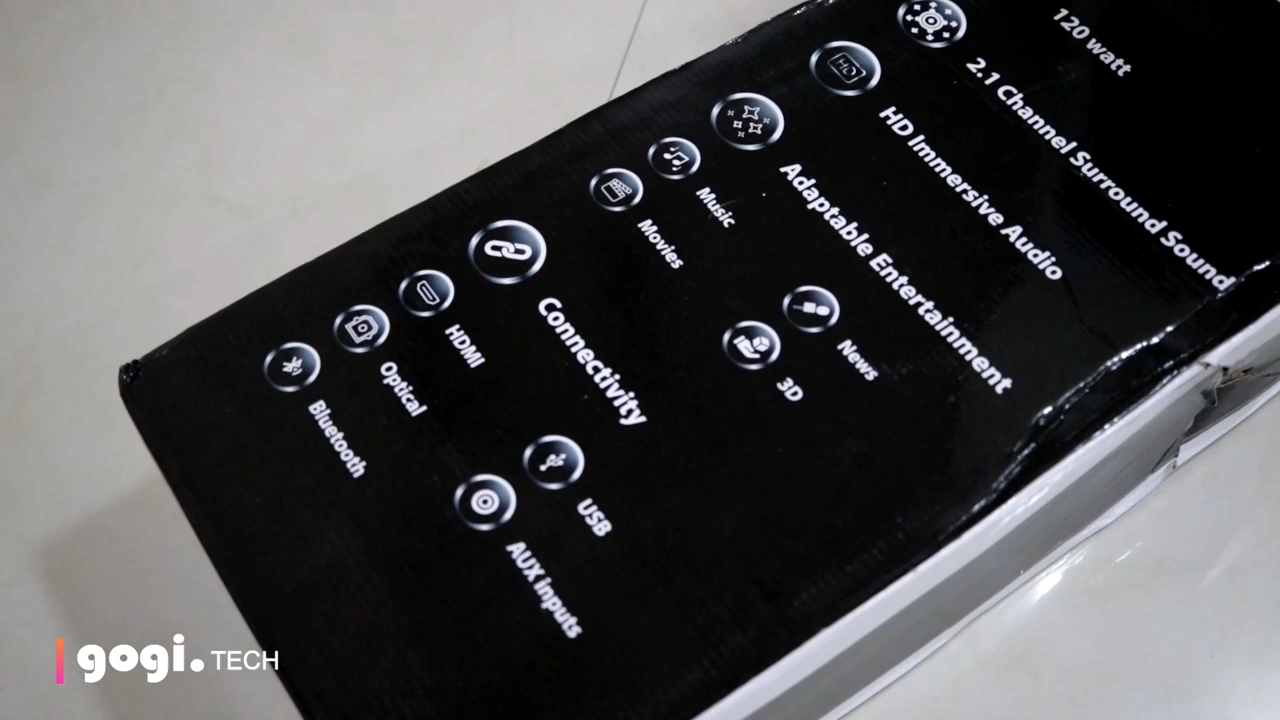 120 watt
2.1 Channel Surround Sound
HD
HD Immersive Audio
Adaptable Entertainment
Music
Movies
News
3D
Connectivity
HDMI
Optical
Bluetooth
USB
AUX inputs
gogi. TECH